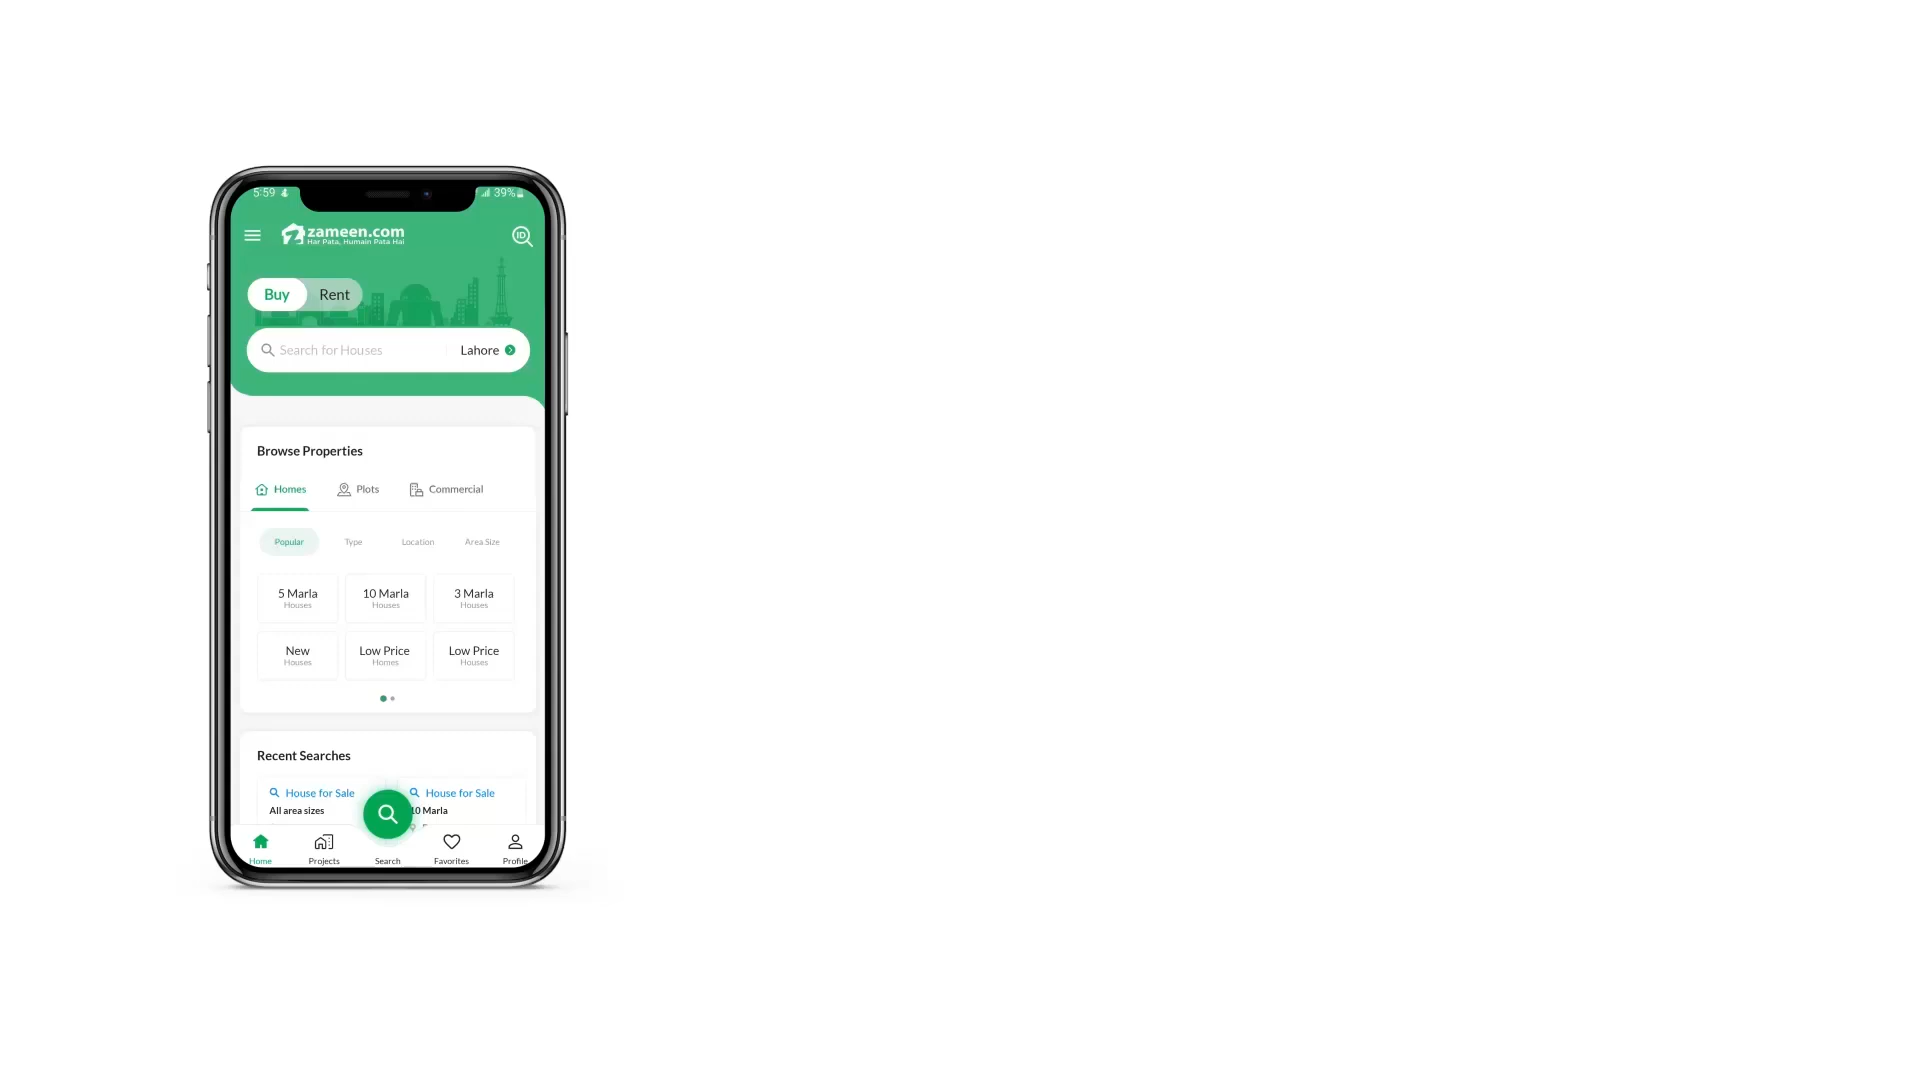 5:59 39%
zameen.com
Har Pata, Humain Pata Hai
ID
Buy Rent
Search for Houses Lahore
Browse Properties
Homes Plots Commercial
Popular Type Location Area Size
5 Marla 10 Marla 3 Marla
Houses Houses Houses
New Low Price Low Price
Houses Homes Houses
Recent Searches
House for Sale House for Sale
All area sizes 10 Marla
Home Projects Search Favorites Profile